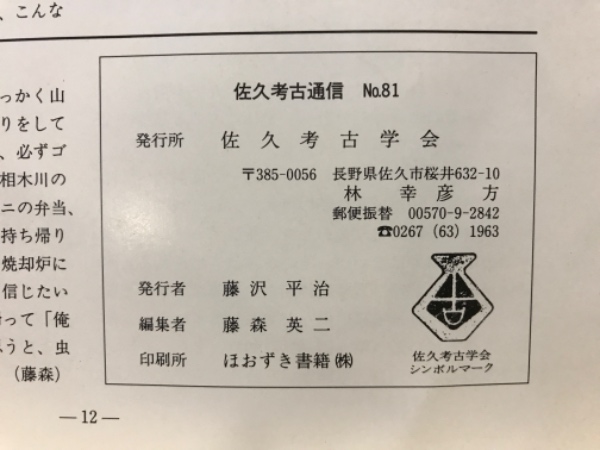 、こんな
っかく山
りをして
、必ずゴ
相木川の
ニの弁当、
持ち帰り
焼却炉に
信じたい
って「俺
うと、虫
（藤森）
佐久考古通信 No.81
発行所 佐久考古学会
〒385-0056 長野県佐久市桜井632-10
林幸彦方
郵便振替 00570-9-2842
☎0267（63）1963
発行者 藤沢平治
編集者 藤森英二
印刷所 ほおずき書籍㈱
佐久考古学会
シンボルマーク
—12—